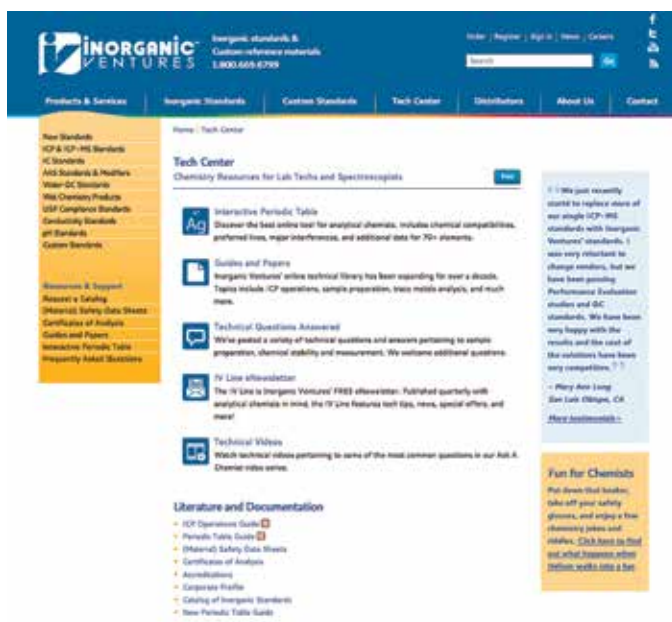 INORGANIC
VENTURES
Inorganic standards &
Custom reference materials
1.800.669.6799
Order | Register | Sign in | News | Careers
Search
Go
Products & Services
Inorganic Standards
Custom Standards
Tech Center
Distributors
About Us
Contact
Home | Tech Center
New Standards
ICP & ICP-MS Standards
IC Standards
AAS Standards & Modifiers
Water QC Standards
Wet Chemistry Products
USP Compliance Standards
Conductivity Standards
pH Standards
Custom Standards
Resources & Support
Request a Catalog
(Material) Safety Data Sheets
Certificates of Analysis
Guides and Papers
Interactive Periodic Table
Frequently Asked Questions
Tech Center
Chemistry Resources for Lab Techs and Spectroscopists
Print
Ag
Interactive Periodic Table
Discover the best online tool for analytical chemists, includes chemical compatibilities,
preferred lines, major interferences, and additional data for 70+ elements.
Guides and Papers
Inorganic Ventures' online technical library has been expanding for over a decade.
Topics include ICP operations, sample preparation, trace metals analysis, and much
more.
Technical Questions Answered
We've posted a variety of technical questions and answers pertaining to sample
preparation, chemical stability and measurement. We welcome additional questions.
IV Line eNewsletter
The IV Line is Inorganic Ventures' FREE eNewsletter. Published quarterly with
analytical chemists in mind, the IV Line features tech tips, news, special offers, and
more!
Technical Videos
Watch technical videos pertaining to some of the most common questions in our Ask A
Chemist video series.
Literature and Documentation
• ICP Operations Guide
• Periodic Table Guide
• (Material) Safety Data Sheets
• Certificates of Analysis
• Accreditations
• Corporate Profile
• Catalog of Inorganic Standards
• New Periodic Table Guide
" We just recently
started to replace more of
our single ICP-MS
standards with Inorganic
Ventures' standards. I
was very reluctant to
change vendors, but we
have been passing
Performance Evaluation
studies and QC
standards. We have been
very happy with the
results and the cost of
the solutions have been
very competitive. "
- Mary Ann Long
San Luis Obispo, CA
More testimonials >
Fun for Chemists
Put down that beaker,
take off your safety
glasses, and enjoy a few
chemistry jokes and
riddles. Click here to find
out what happens when
Helium walks into a bar.